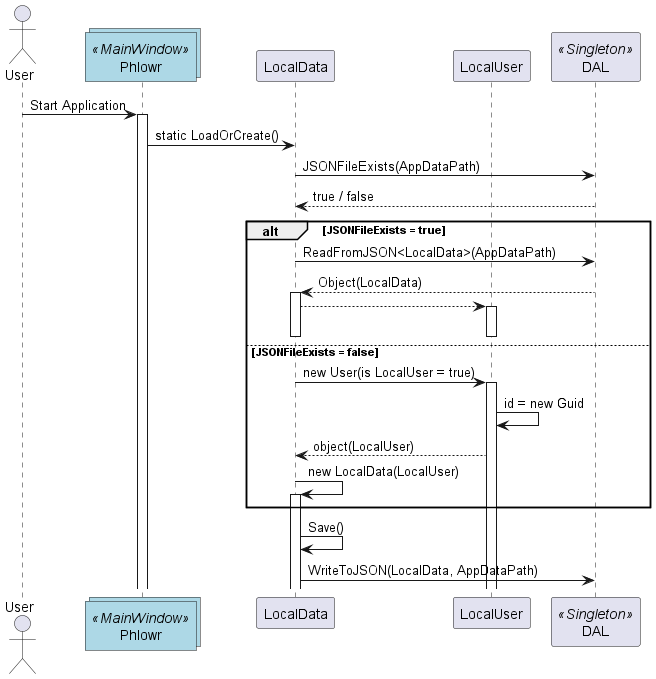 User
«MainWindow»
Phlowr
LocalData
LocalUser
«Singleton»
DAL
Start Application
static LoadOrCreate()
JSONFileExists(AppDataPath)
true / false
alt [JSONFileExists = true]
ReadFromJSON<LocalData>(AppDataPath)
Object(LocalData)
[JSONFileExists = false]
new User(is LocalUser = true)
id = new Guid
object(LocalUser)
new LocalData(LocalUser)
Save()
WriteToJSON(LocalData, AppDataPath)
User
«MainWindow»
Phlowr
LocalData
LocalUser
«Singleton»
DAL